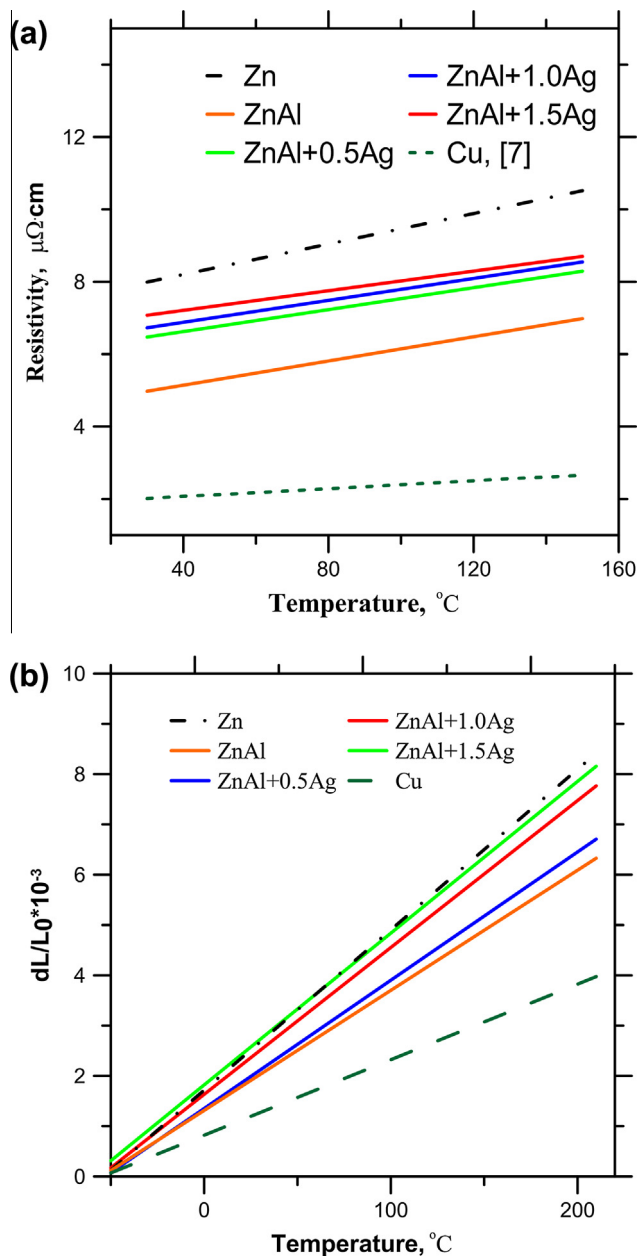 (a)
Zn ZnAl+1.0Ag
ZnAl ZnAl+1.5Ag
ZnAl+0.5Ag Cu, [7]
12
8
4
Resistivity, μΩ·cm
40 80 120 160
Temperature, °C
(b)
10
Zn ZnAl+1.0Ag
ZnAl ZnAl+1.5Ag
ZnAl+0.5Ag Cu
8
6
4
2
0
dL/L0*10-3
0 100 200
Temperature, °C